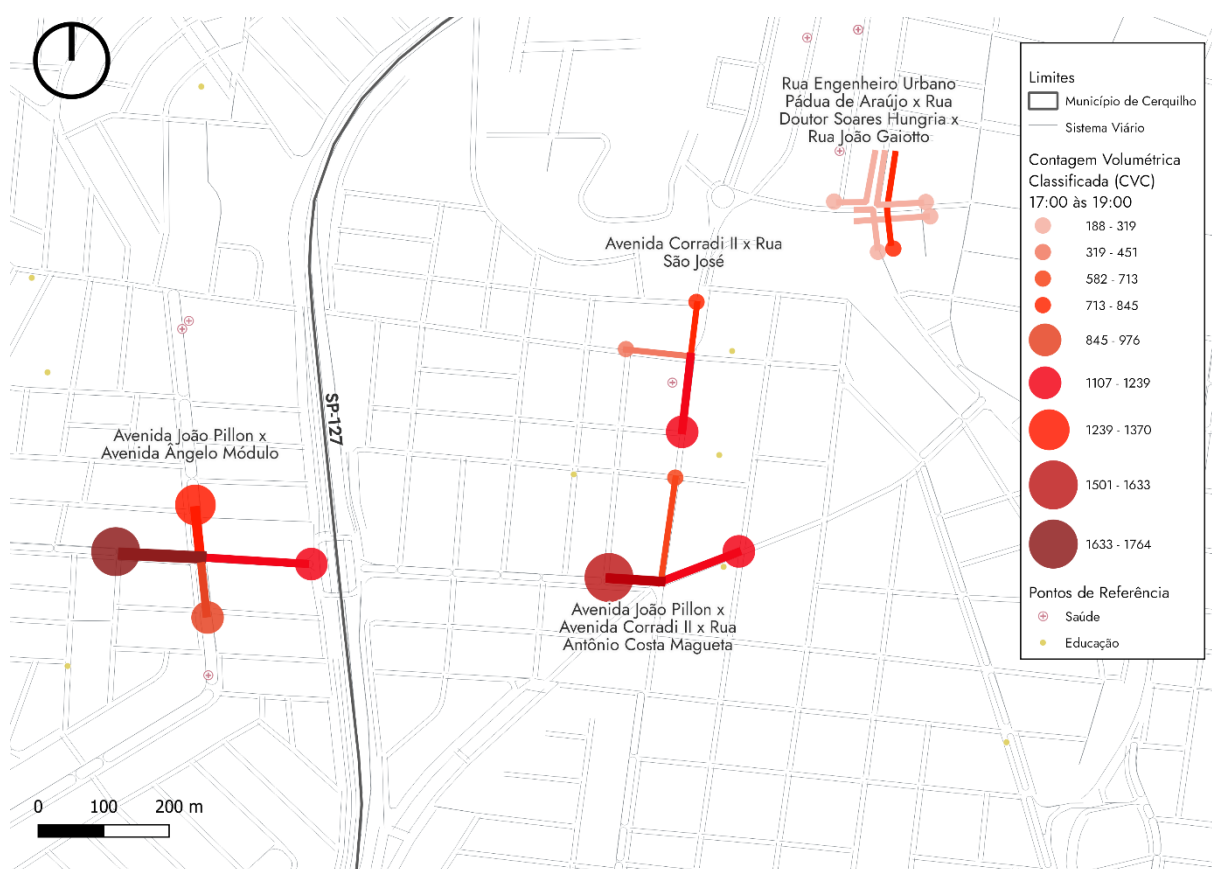 Rua Engenheiro Urbano
Pádua de Araújo x Rua
Doutor Soares Hungria x
Rua João Gaiotto
Avenida Corradi II x Rua
São José
SP-127
Avenida João Pillon x
Avenida Ângelo Módulo
Avenida João Pillon x
Avenida Corradi II x Rua
Antônio Costa Magueta
0 100 200 m
Limites
Município de Cerquilho
Sistema Viário
Contagem Volumétrica
Classificada (CVC)
17:00 às 19:00
188 - 319
319 - 451
582 - 713
713 - 845
845 - 976
1107 - 1239
1239 - 1370
1501 - 1633
1633 - 1764
Pontos de Referência
Saúde
Educação